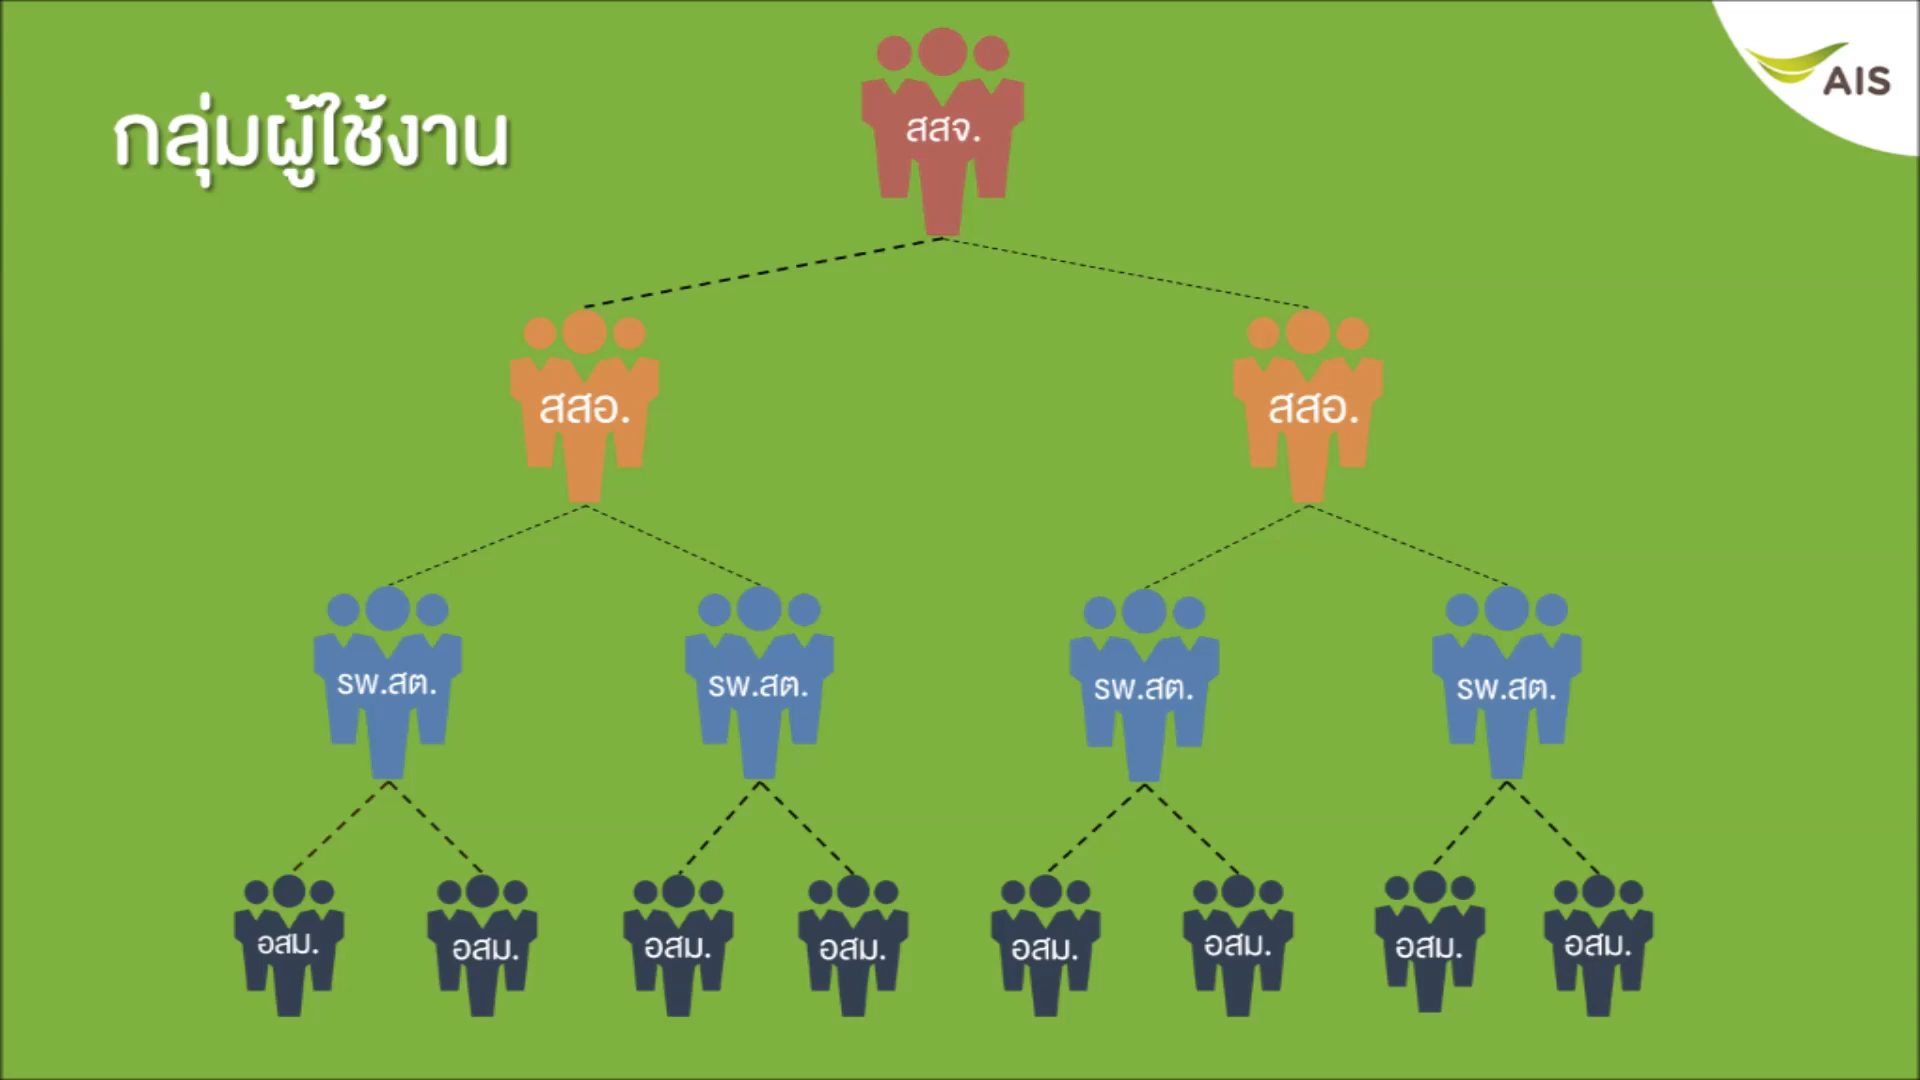 AIS
กลุ่มผู้ใช้งาน
สสจ.
สสอ. สสอ.
รพ.สต. รพ.สต. รพ.สต. รพ.สต.
อสม. อสม. อสม. อสม. อสม. อสม. อสม. อสม.